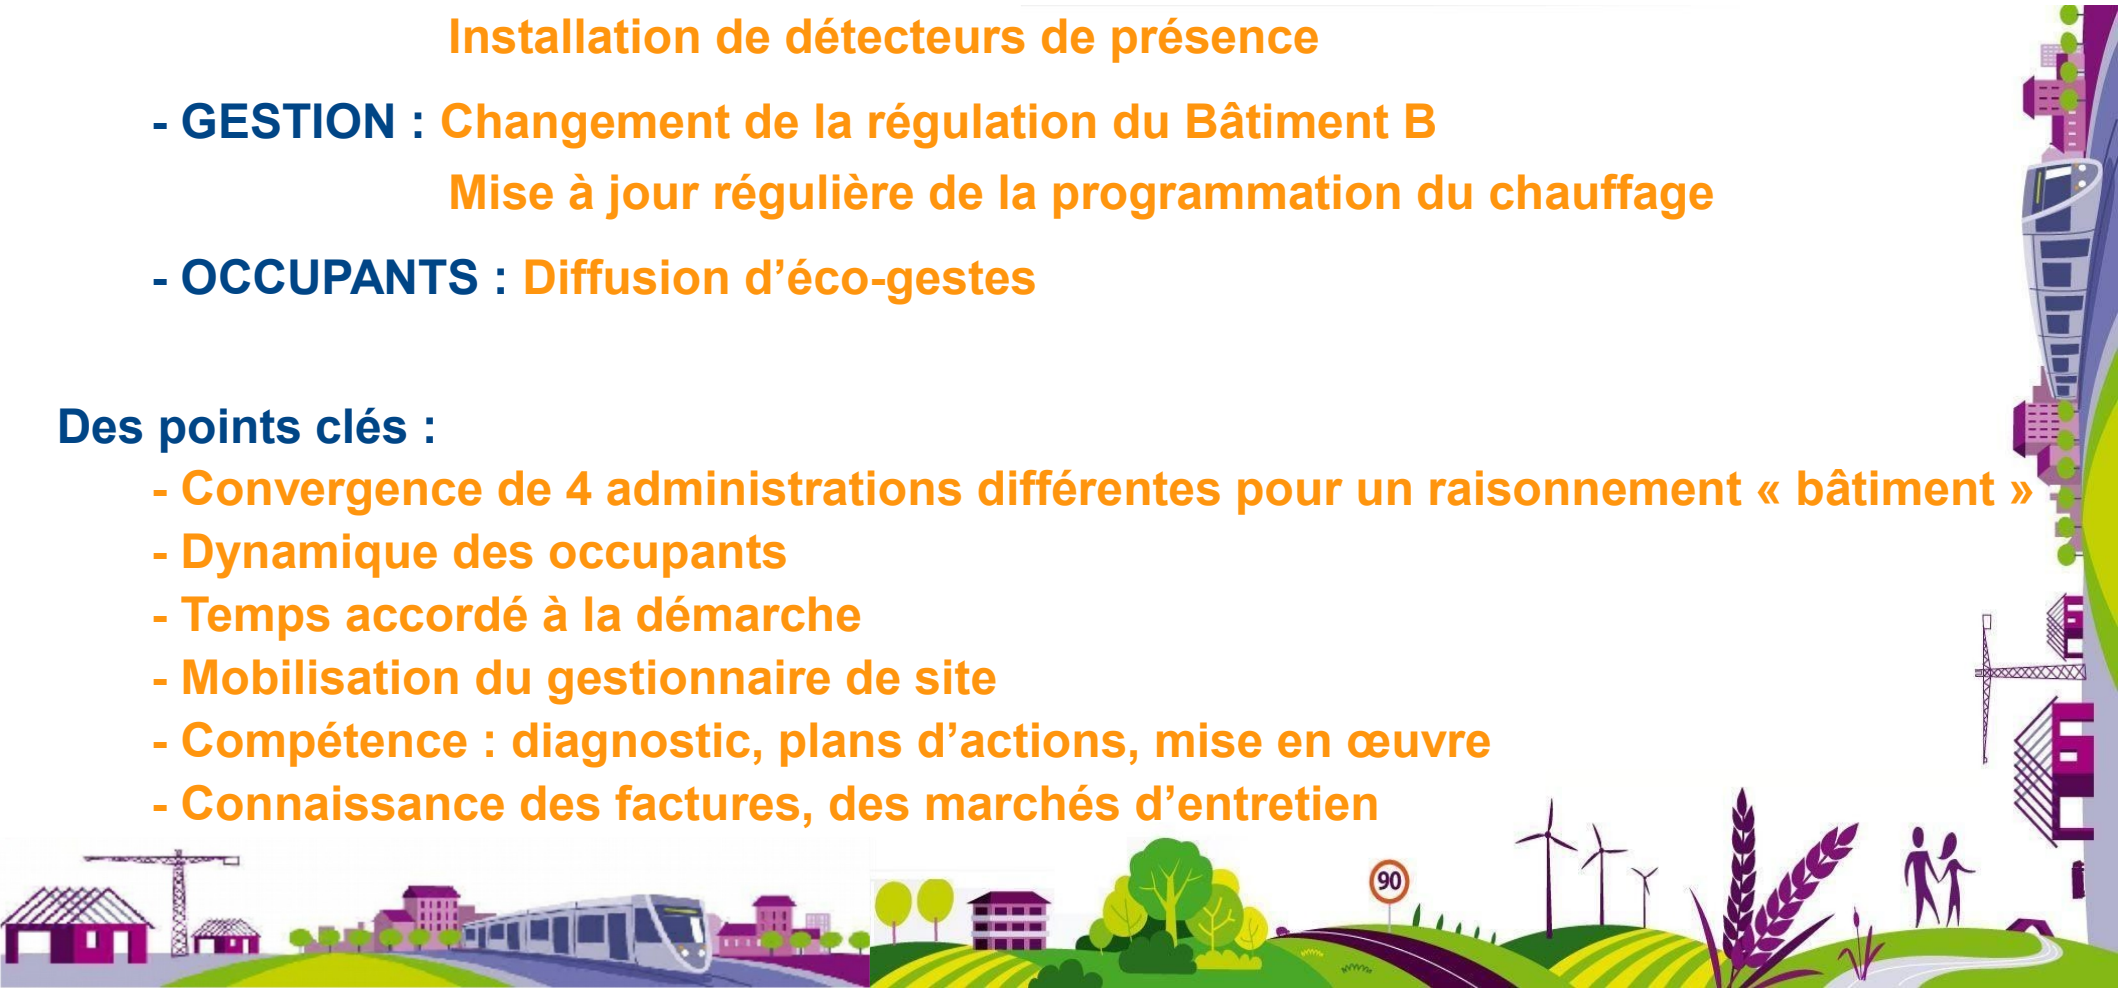 Installation de détecteurs de présence
- GESTION : Changement de la régulation du Bâtiment B
Mise à jour régulière de la programmation du chauffage
- OCCUPANTS : Diffusion d’éco-gestes
Des points clés :
- Convergence de 4 administrations différentes pour un raisonnement « bâtiment »
- Dynamique des occupants
- Temps accordé à la démarche
- Mobilisation du gestionnaire de site
- Compétence : diagnostic, plans d’actions, mise en œuvre
- Connaissance des factures, des marchés d’entretien
90